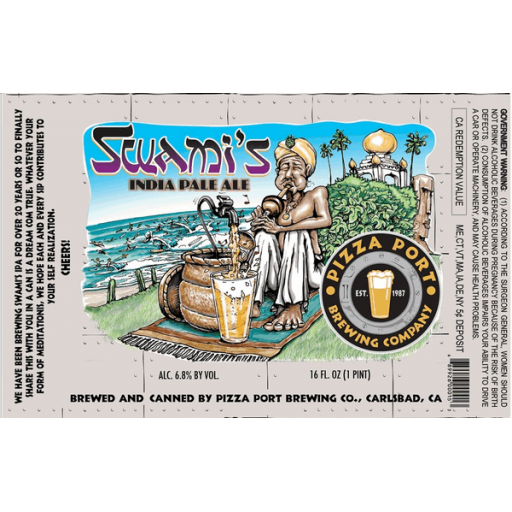 WE HAVE BEEN BREWING SWAMI'S IPA FOR OVER 20 YEARS OR SO TO FINALLY
SHARE THIS WITH YOU IN A CAN IS A DREAM COM TRUE. WHATEVER YOUR
FORM OF MEDITATIONS, WE HOPE EACH AND EVERY SIP CONTRIBUTES TO
YOUR SELF REALIZATION.
CHEERS!
SWAMI'S
INDIA PALE ALE
PIZZA PORT
EST. 1987
BREWING COMPANY
ALC. 6.8% BY VOL.
16 FL. OZ (1 PINT)
BREWED AND CANNED BY PIZZA PORT BREWING CO., CARLSBAD, CA
GOVERNMENT WARNING: (1) ACCORDING TO THE SURGEON GENERAL, WOMEN SHOULD
NOT DRINK ALCOHOLIC BEVERAGES DURING PREGNANCY BECAUSE OF THE RISK OF BIRTH
DEFECTS. (2) CONSUMPTION OF ALCOHOLIC BEVERAGES IMPAIRS YOUR ABILITY TO DRIVE
A CAR OR OPERATE MACHINERY, AND MAY CAUSE HEALTH PROBLEMS.
CA REDEMPTION VALUE
ME,CT,VT,MA,IA,DE,NY 5¢ DEPOSIT